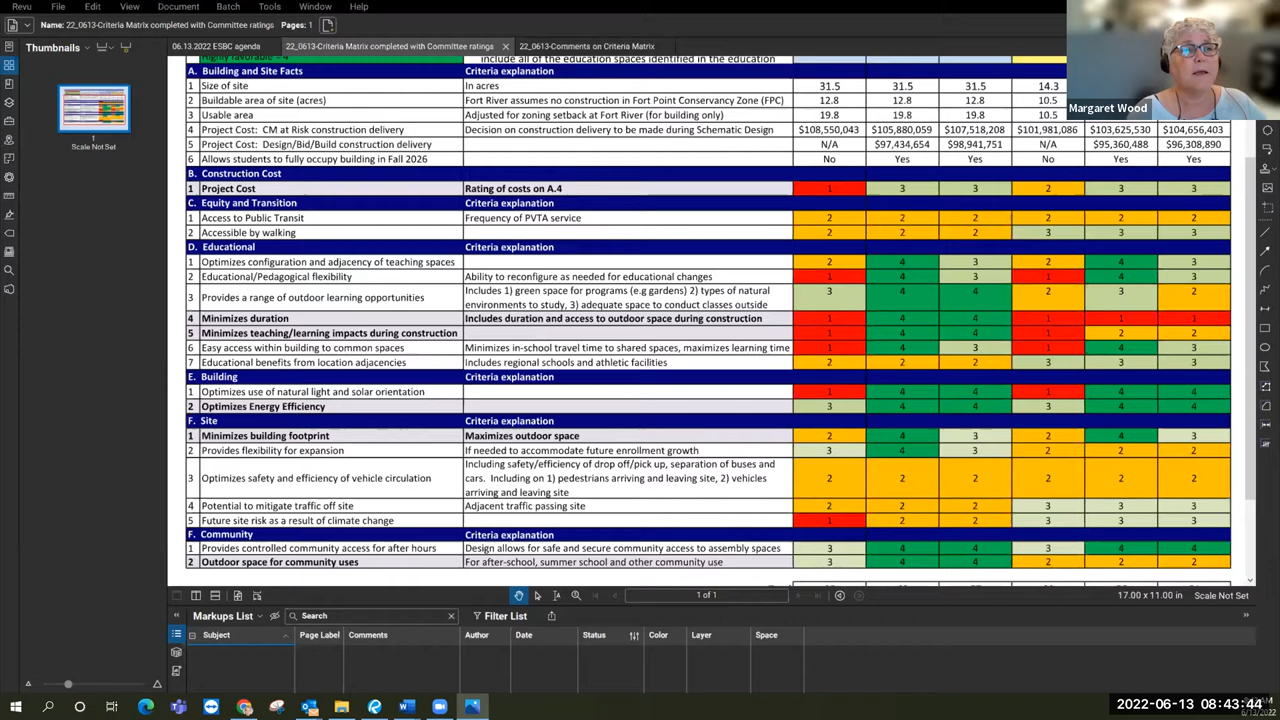 Revu File Edit View Document Batch Tools Window Help
Name: 22_0613-Criteria Matrix completed with Committee ratings Pages: 1
Thumbnails
06.13.2022 ESBC agenda 22_0613-Criteria Matrix completed with Committee ratings 22_0613-Comments on Criteria Matrix
include all of the education spaces identified in the education
A. Building and Site Facts Criteria explanation
1 Size of site In acres 31.5 31.5 31.5 14.3
2 Buildable area of site (acres) Fort River assumes no construction in Fort Point Conservancy Zone (FPC) 12.8 12.8 12.8 10.5
3 Usable area Adjusted for zoning setback at Fort River (for building only) 19.8 19.8 19.8 10.5
4 Project Cost: CM at Risk construction delivery Decision on construction delivery to be made during Schematic Design $108,550,043 $105,880,059 $107,518,208 $101,981,086 $103,625,530 $104,656,403
5 Project Cost: Design/Bid/Build construction delivery N/A $97,434,654 $98,941,751 N/A $95,360,488 $96,308,890
6 Allows students to fully occupy building in Fall 2026 No Yes Yes No Yes Yes
B. Construction Cost
1 Project Cost Rating of costs on A.4 1 3 3 2 3 3
C. Equity and Transition Criteria explanation
1 Access to Public Transit Frequency of PVTA service 2 2 2 2 2 2
2 Accessible by walking 2 2 2 3 3 3
D. Educational Criteria explanation
1 Optimizes configuration and adjacency of teaching spaces 2 4 3 2 4 3
2 Educational/Pedagogical flexibility Ability to reconfigure as needed for educational changes 1 4 3 1 4 3
3 Provides a range of outdoor learning opportunities Includes 1) green space for programs (e.g gardens) 2) types of natural 3 4 4 2 3 2
environments to study, 3) adequate space to conduct classes outside
4 Minimizes duration Includes duration and access to outdoor space during construction 1 4 4 1 1 1
5 Minimizes teaching/learning impacts during construction 1 4 4 1 2 2
6 Easy access within building to common spaces Minimizes in-school travel time to shared spaces, maximizes learning time 1 4 3 1 4 3
7 Educational benefits from location adjacencies Includes regional schools and athletic facilities 2 2 2 3 3 3
E. Building Criteria explanation
1 Optimizes use of natural light and solar orientation 1 4 4 1 4 4
2 Optimizes Energy Efficiency 3 4 4 3 4 4
F. Site Criteria explanation
1 Minimizes building footprint Maximizes outdoor space 2 4 3 2 4 3
2 Provides flexibility for expansion If needed to accommodate future enrollment growth 3 4 3 2 2 2
3 Optimizes safety and efficiency of vehicle circulation Including safety/efficiency of drop off/pick up, separation of buses and cars. Including on 1) pedestrians arriving and leaving site, 2) vehicles arriving and leaving site 2 2 2 2 2 2
4 Potential to mitigate traffic off site Adjacent traffic passing site 2 2 2 3 3 3
5 Future site risk as a result of climate change 1 2 2 3 3 3
F. Community Criteria explanation
1 Provides controlled community access for after hours Design allows for safe and secure community access to assembly spaces 3 4 4 3 4 4
2 Outdoor space for community uses For after-school, summer school and other community use 3 4 4 2 2 2
1
Scale Not Set
Margaret Wood
1 of 1 17.00 x 11.00 in Scale Not Set
Markups List Search Filter List
Subject Page Label Comments Author Date Status Color Layer Space
2022-06-13 08:43:44